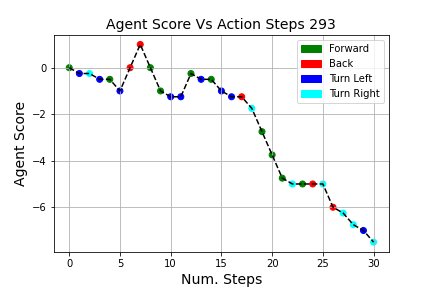 Agent Score Vs Action Steps 293
Forward
Back
Turn Left
Turn Right
Agent Score
0
−2
−4
−6
0 5 10 15 20 25 30
Num. Steps